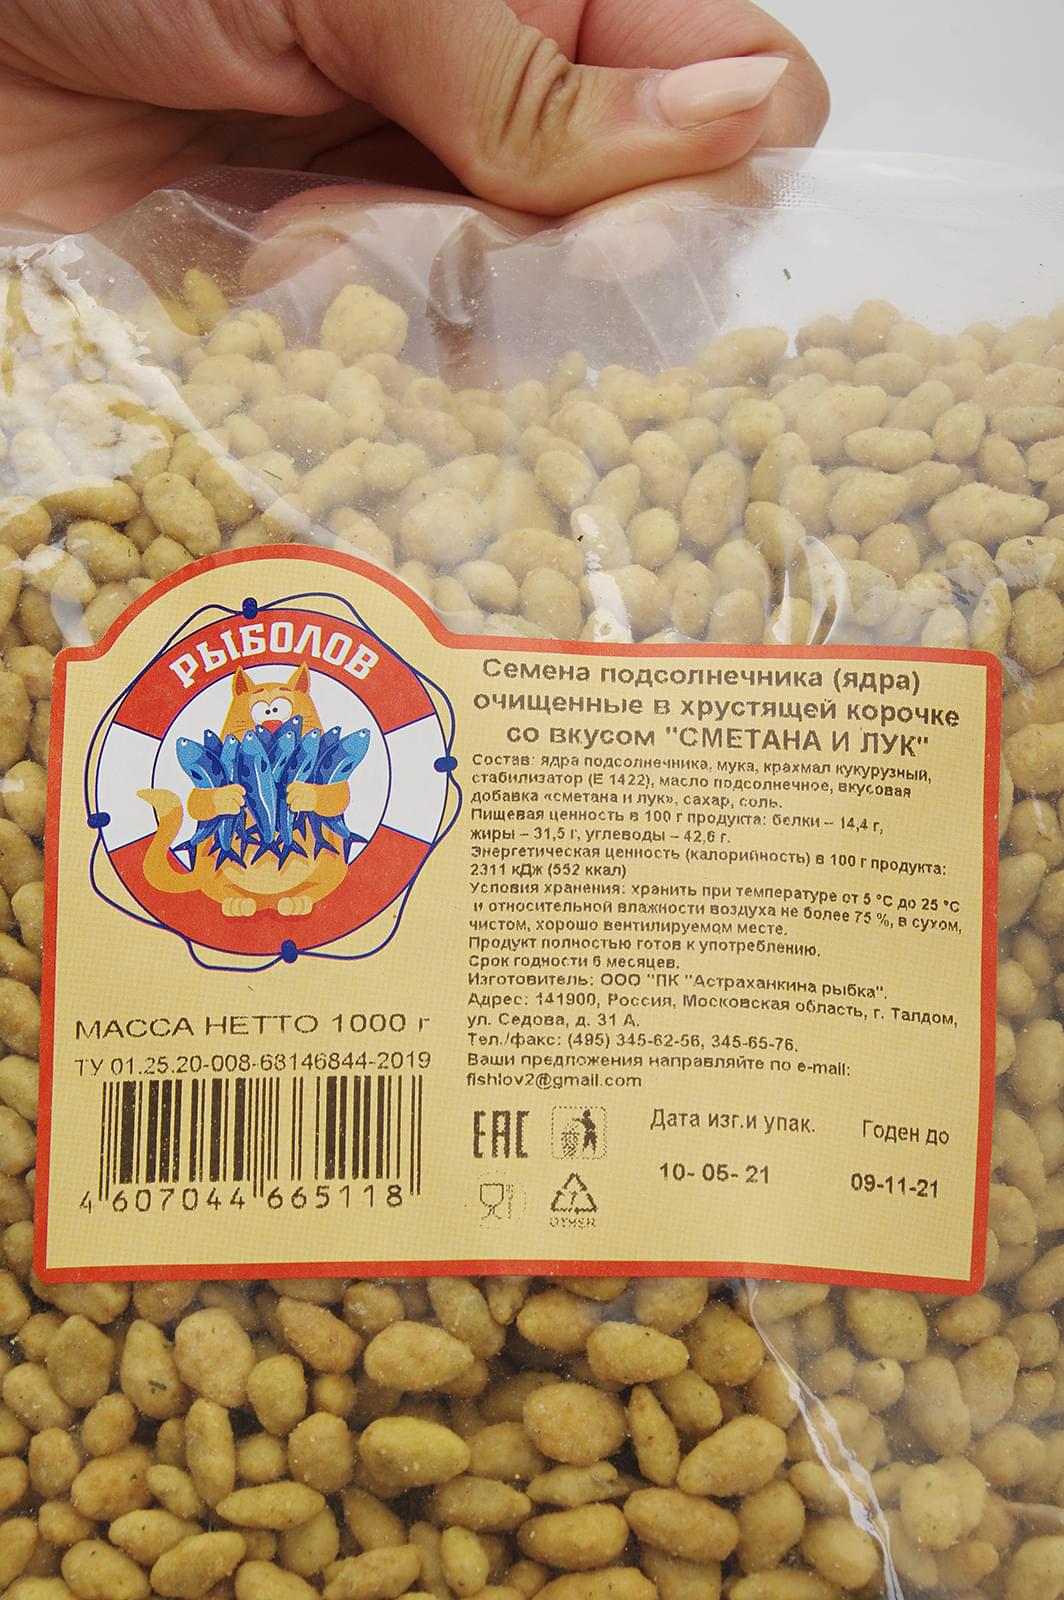 РЫБОЛОВ
Семена подсолнечника (ядра)
очищенные в хрустящей корочке
со вкусом "СМЕТАНА И ЛУК"
Состав: ядра подсолнечника, мука, крахмал кукурузный,
стабилизатор (Е 1422), масло подсолнечное, вкусовая
добавка «сметана и лук», сахар, соль.
Пищевая ценность в 100 г продукта: белки – 14,4 г,
жиры – 31,5 г, углеводы – 42,6 г.
Энергетическая ценность (калорийность) в 100 г продукта:
2311 кДж (552 ккал)
Условия хранения: хранить при температуре от 5 °С до 25 °С
и относительной влажности воздуха не более 75 %, в сухом,
чистом, хорошо вентилируемом месте.
Продукт полностью готов к употреблению.
Срок годности 6 месяцев.
Изготовитель: ООО "ПК "Астраханкина рыбка".
Адрес: 141900, Россия, Московская область, г. Талдом,
ул. Седова, д. 31 А.
Тел./факс: (495) 345-62-56, 345-65-76.
Ваши предложения направляйте по e-mail:
fishlov2@gmail.com
МАССА НЕТТО 1000 г
ТУ 01.25.20-008-68146844-2019
4 607044 665118
ЕАС
7
OTHER
Дата изг.и упак.
10- 05- 21
Годен до
09-11-21